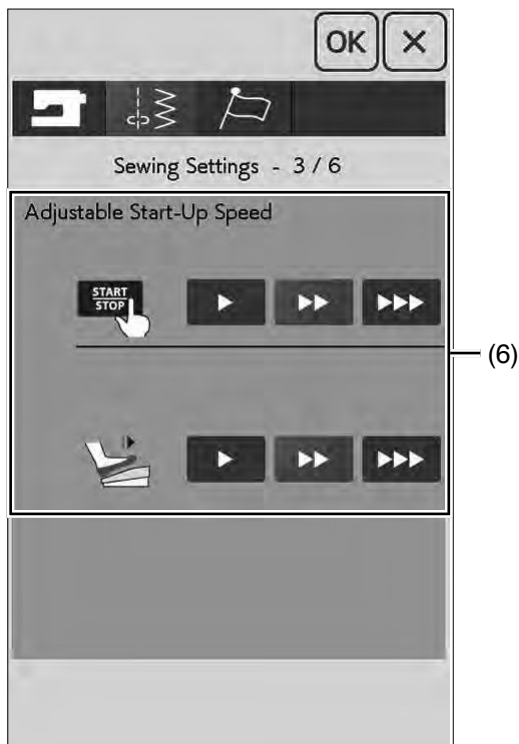 OK
Sewing Settings - 3 / 6
Adjustable Start-Up Speed
START
STOP
(6)